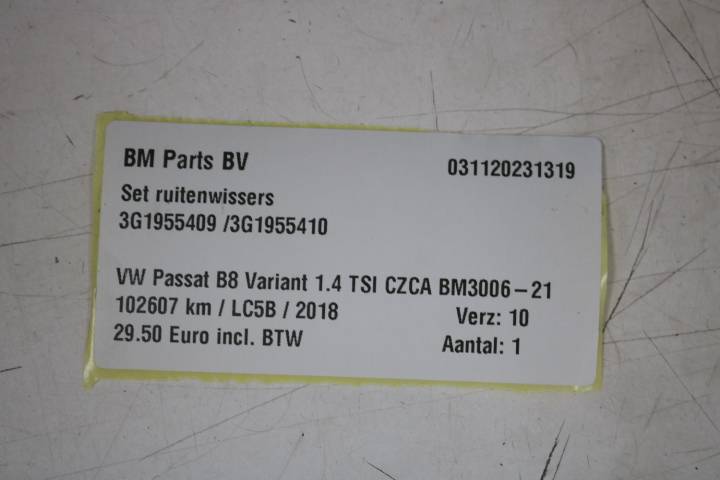 BM Parts BV 031120231319
Set ruitenwissers
3G1955409 /3G1955410
VW Passat B8 Variant 1.4 TSI CZCA BM3006-21
102607 km / LC5B / 2018 Verz: 10
29.50 Euro incl. BTW Aantal: 1